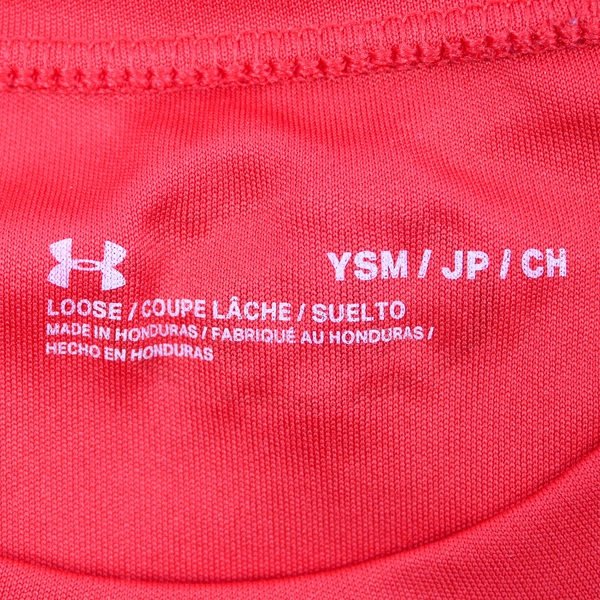 YSM / JP / CH
LOOSE / COUPE LÂCHE / SUELTO
MADE IN HONDURAS / FABRIQUÉ AU HONDURAS /
HECHO EN HONDURAS